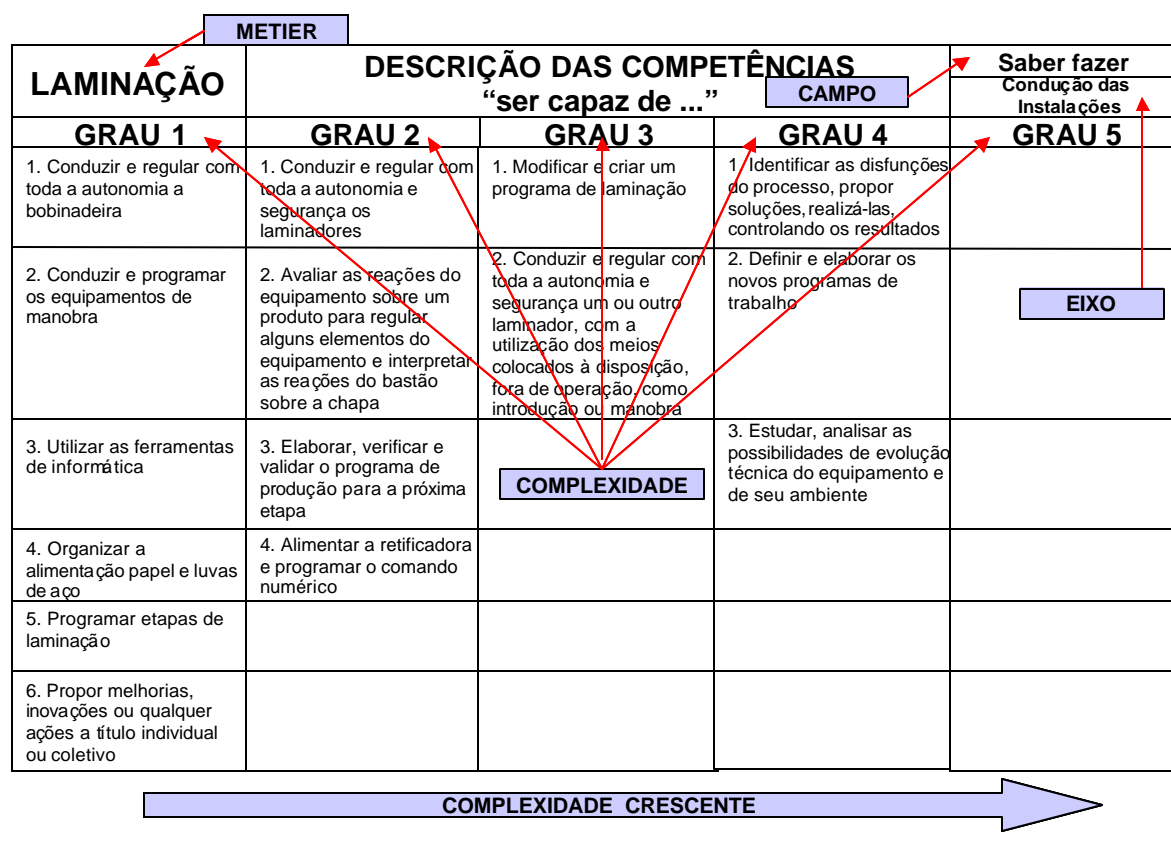 METIER
LAMINAÇÃO
DESCRIÇÃO DAS COMPETÊNCIAS
“ser capaz de ...”
CAMPO
Saber fazer
Condução das
Instalações
GRAU 1
GRAU 2
GRAU 3
GRAU 4
GRAU 5
1. Conduzir e regular com
toda a autonomia a
bobinadeira
1. Conduzir e regular com
toda a autonomia e
segurança os
laminadores
1. Modificar e criar um
programa de laminação
1. Identificar as disfunções
do processo, propor
soluções, realizá-las,
controlando os resultados
2. Conduzir e programar
os equipamentos de
manobra
2. Avaliar as reações do
equipamento sobre um
produto para regular
alguns elementos do
equipamento e interpretar
as reações do bastão
sobre a chapa
2. Conduzir e regular com
toda a autonomia e
segurança um ou outro
laminador, com a
utilização dos meios
colocados à disposição,
fora de operação, como
introdução ou manobra
2. Definir e elaborar os
novos programas de
trabalho
EIXO
3. Utilizar as ferramentas
de informática
3. Elaborar, verificar e
validar o programa de
produção para a próxima
etapa
COMPLEXIDADE
3. Estudar, analisar as
possibilidades de evolução
técnica do equipamento e
de seu ambiente
4. Organizar a
alimentação papel e luvas
de aço
4. Alimentar a retificadora
e programar o comando
numérico
5. Programar etapas de
laminação
6. Propor melhorias,
inovações ou qualquer
ações a título individual
ou coletivo
COMPLEXIDADE CRESCENTE